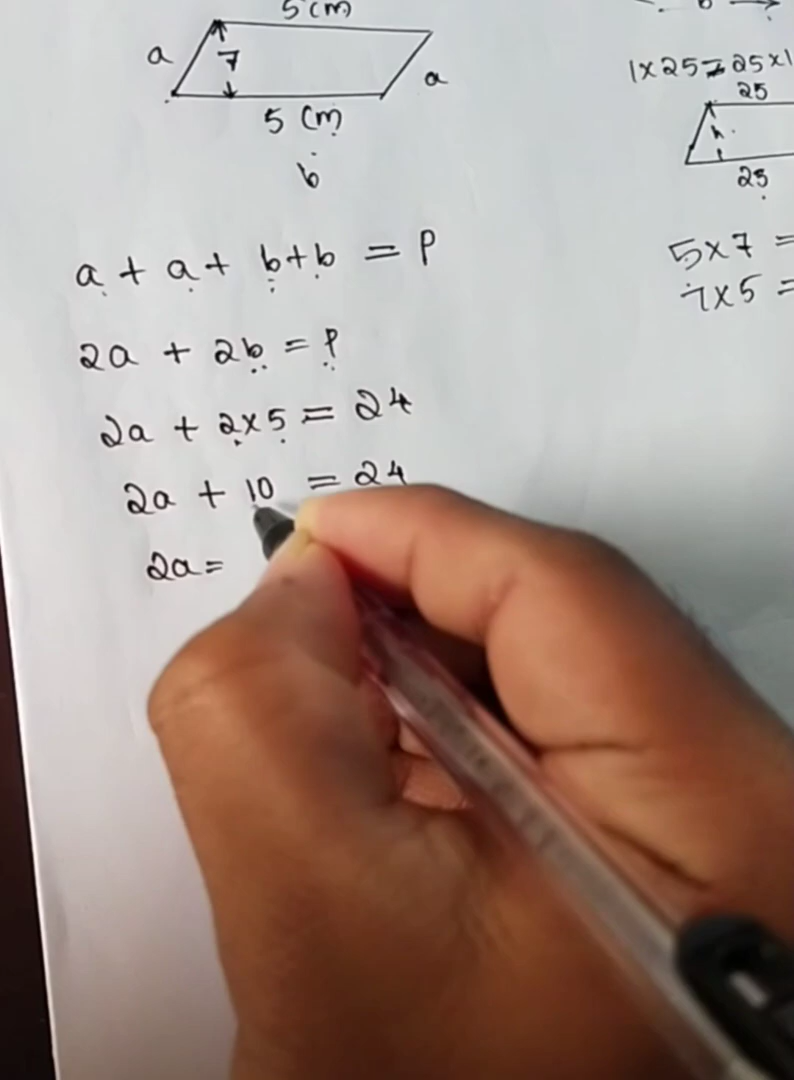 5 cm
a
7
a
5 cm
b
a + a + b + b = P
2a + 2b = P
2a + 2x5 = 24
2a + 10 = 24
2a =
b
1x25 = 25x1
25
h
25
5x7 =
7x5 =